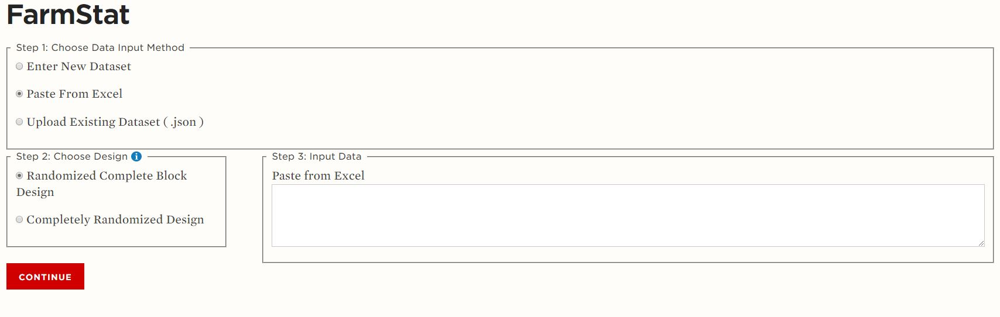 FarmStat
Step 1: Choose Data Input Method
Enter New Dataset
Paste From Excel
Upload Existing Dataset ( .json )
Step 2: Choose Design i
Randomized Complete Block
Design
Completely Randomized Design
Step 3: Input Data
Paste from Excel
CONTINUE